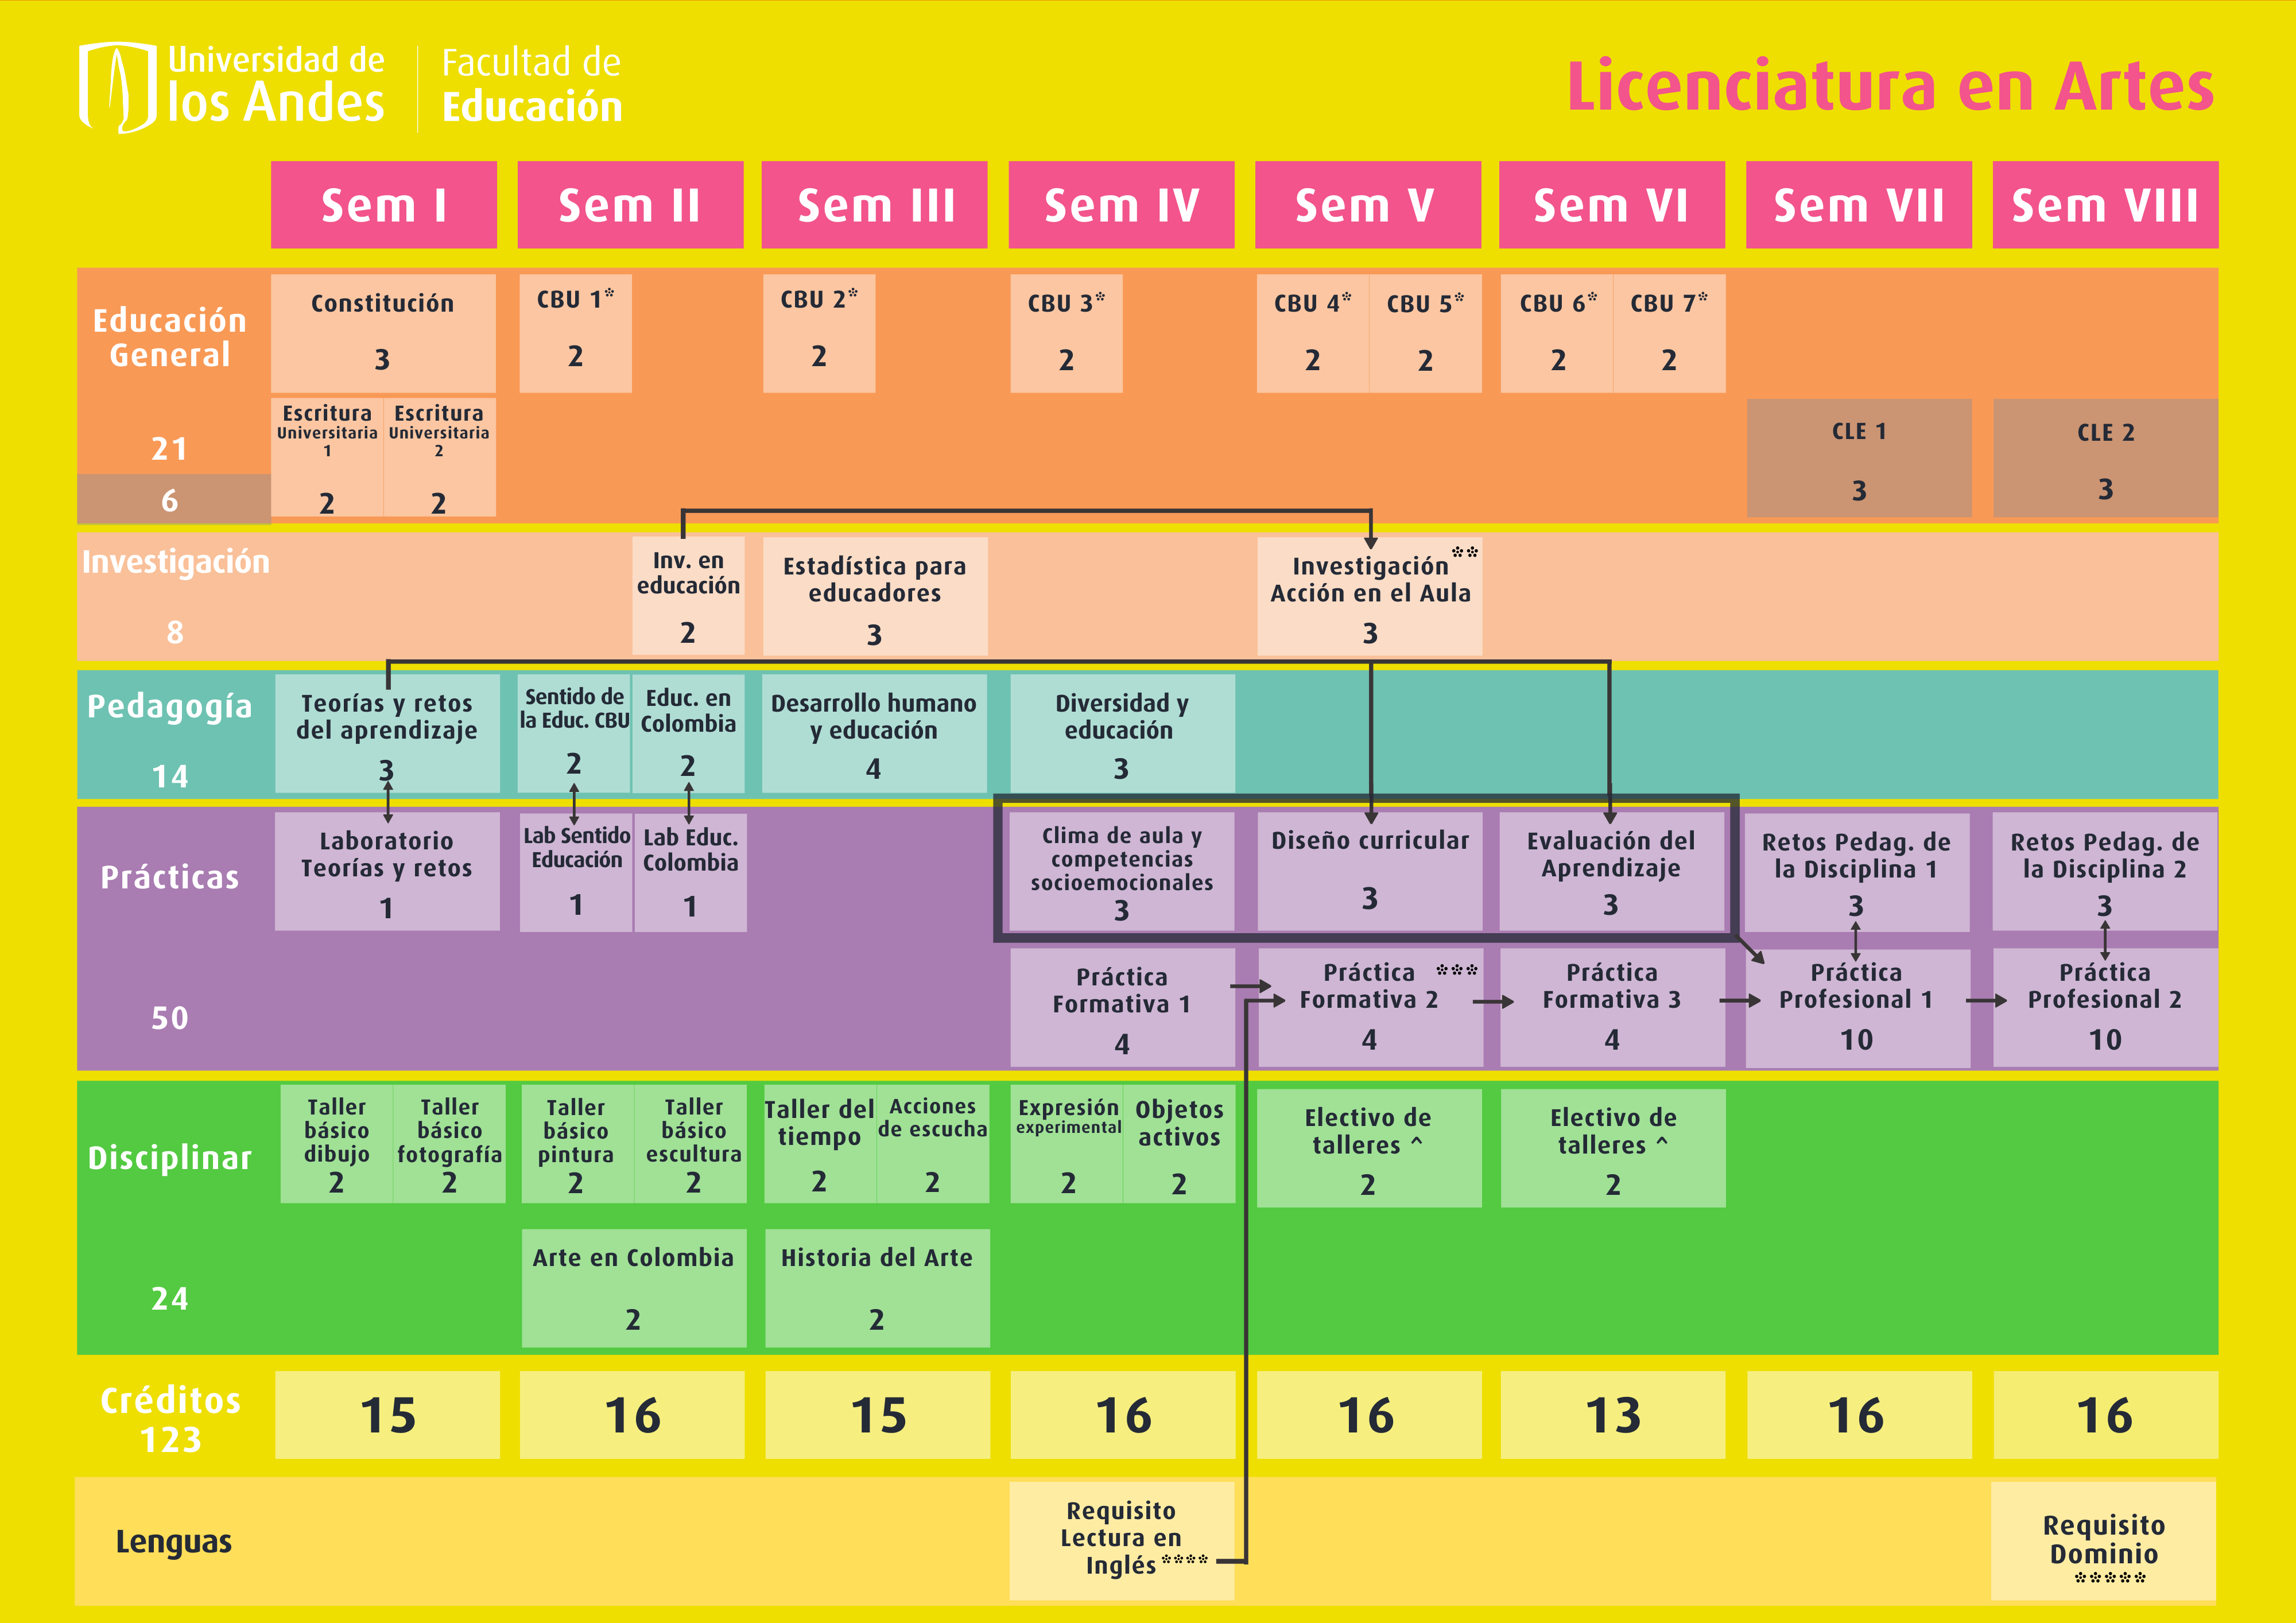 Universidad de
los Andes
Facultad de
Educación
Licenciatura en Artes
Sem I
Sem II
Sem III
Sem IV
Sem V
Sem VI
Sem VII
Sem VIII
Educación
General
21
6
Constitución
3
CBU 1*
2
CBU 2*
2
CBU 3*
2
CBU 4*
2
CBU 5*
2
CBU 6*
2
CBU 7*
2
Escritura
Universitaria
1
2
Escritura
Universitaria
2
2
CLE 1
3
CLE 2
3
Investigación
8
Inv. en
educación
2
Estadística para
educadores
3
Investigación **
Acción en el Aula
3
Pedagogía
14
Teorías y retos
del aprendizaje
3
Sentido de
la Educ. CBU
2
Educ. en
Colombia
2
Desarrollo humano
y educación
4
Diversidad y
educación
3
Prácticas
50
Laboratorio
Teorías y retos
1
Lab Sentido
Educación
1
Lab Educ.
Colombia
1
Clima de aula y
competencias
socioemocionales
3
Diseño curricular
3
Evaluación del
Aprendizaje
3
Retos Pedag. de
la Disciplina 1
3
Retos Pedag. de
la Disciplina 2
3
Práctica
Formativa 1
4
Práctica ***
Formativa 2
4
Práctica
Formativa 3
4
Práctica
Profesional 1
10
Práctica
Profesional 2
10
Disciplinar
24
Taller
básico
dibujo
2
Taller
básico
fotografía
2
Taller
básico
pintura
2
Taller
básico
escultura
2
Taller del
tiempo
2
Acciones
de escucha
2
Expresión
experimental
2
Objetos
activos
2
Electivo de
talleres ^
2
Electivo de
talleres ^
2
Arte en Colombia
2
Historia del Arte
2
Créditos
123
15
16
15
16
16
13
16
16
Lenguas
Requisito
Lectura en
Inglés ****
Requisito
Dominio
*****